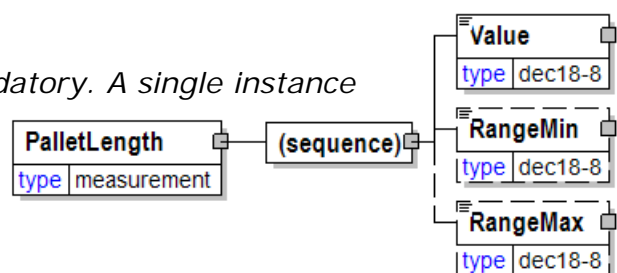 Value
type dec18-8
datory. A single instance
RangeMin
PalletLength (sequence)
type dec18-8
type measurement
RangeMax
type dec18-8